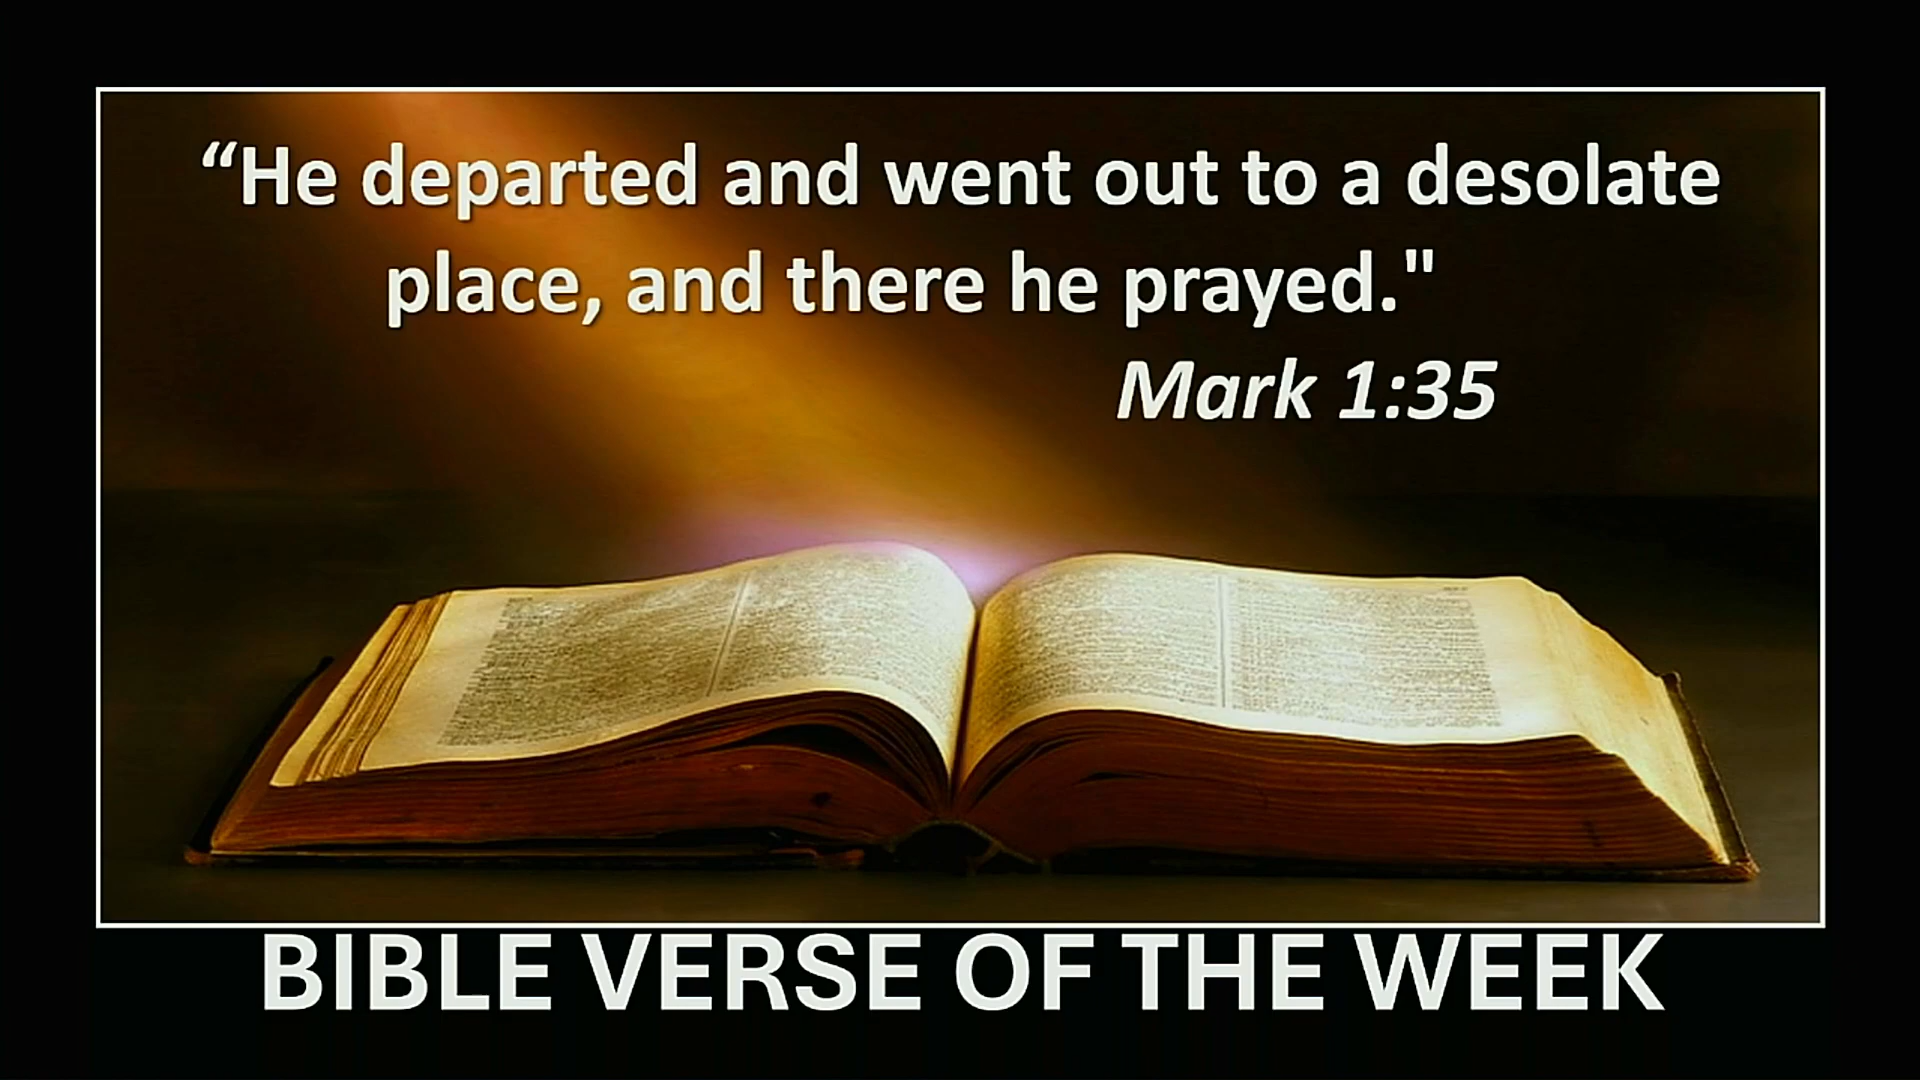 “He departed and went out to a desolate
place, and there he prayed."
Mark 1:35
BIBLE VERSE OF THE WEEK